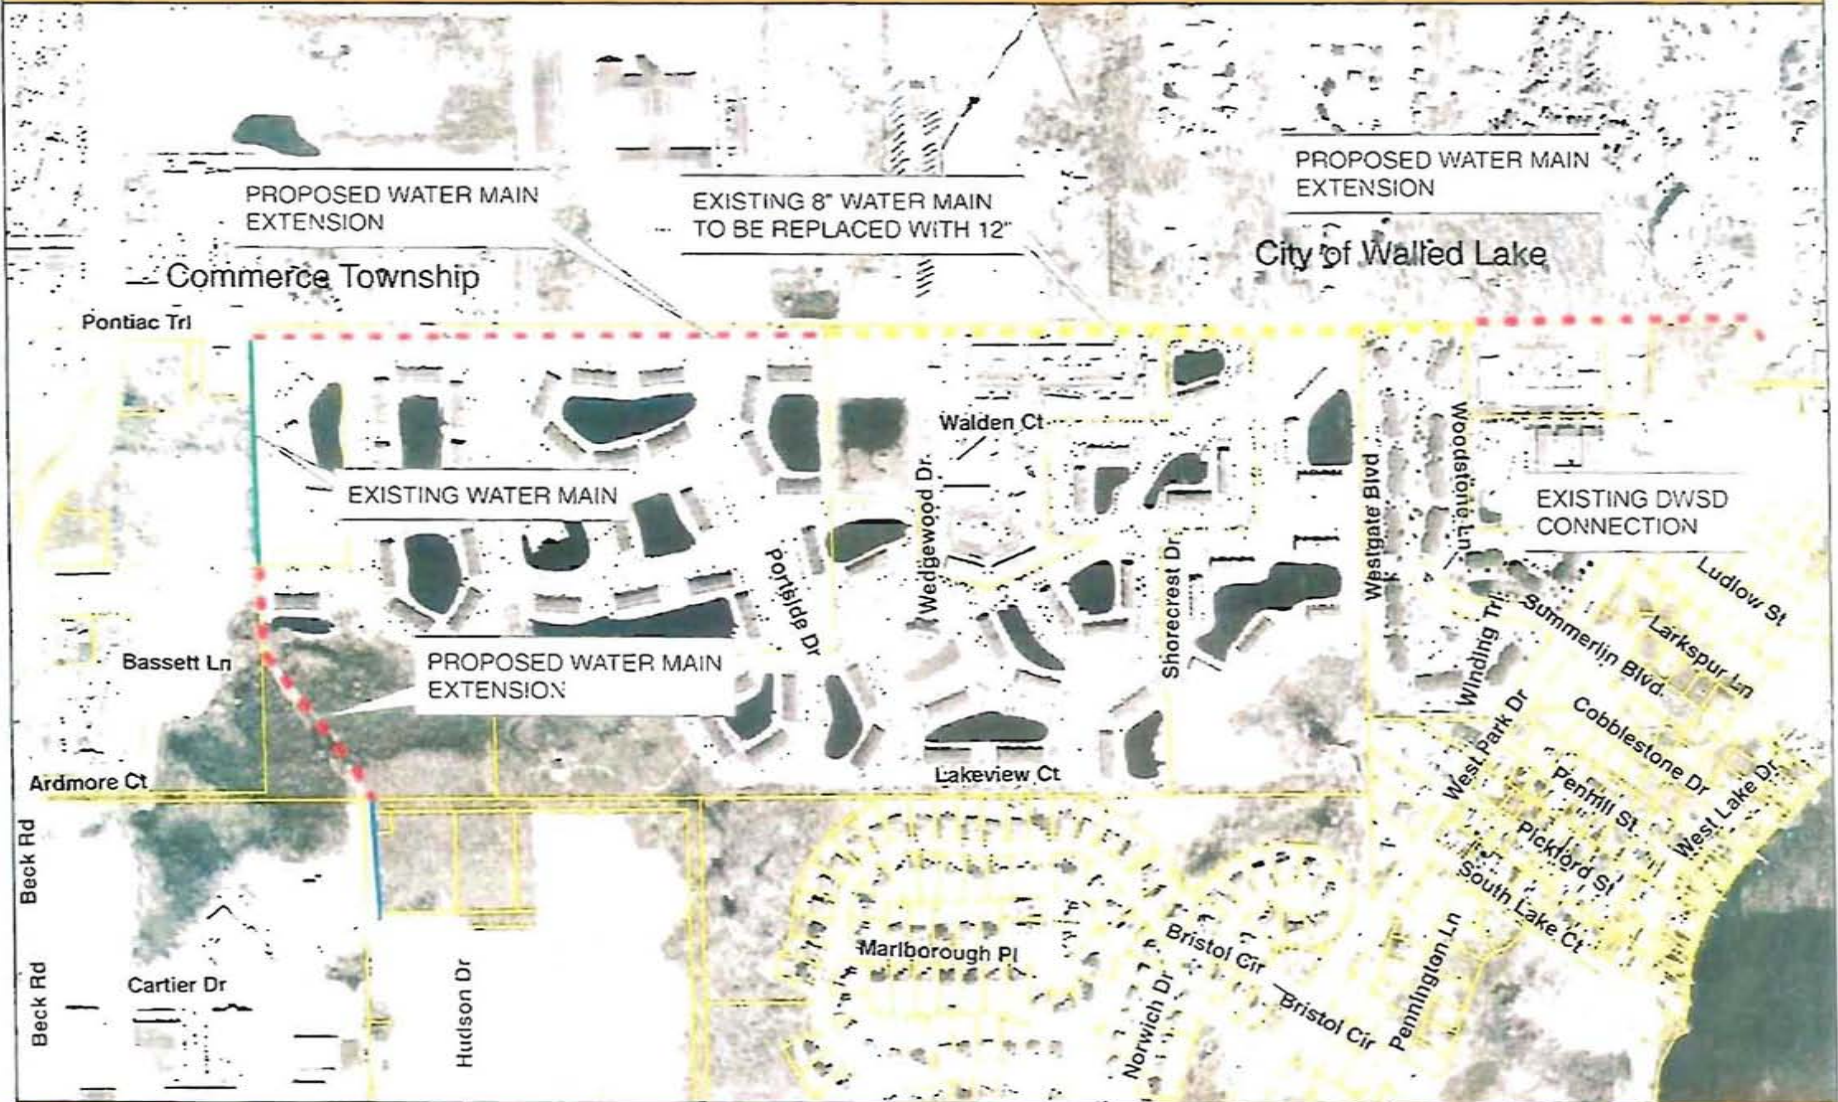 PROPOSED WATER MAIN
EXTENSION
EXISTING 8" WATER MAIN
TO BE REPLACED WITH 12"
PROPOSED WATER MAIN
EXTENSION
Commerce Township
City of Walled Lake
Pontiac Trl
EXISTING WATER MAIN
Walden Ct
Wedgewood Dr
Shorecrest Dr
Westgate Blvd
Woodstone Ln
EXISTING DWSD
CONNECTION
Portside Dr
Ludlow St
Larkspur Ln
Summerlin Blvd.
Winding Trl
Bassett Ln
PROPOSED WATER MAIN
EXTENSION
West Park Dr
Cobblestone Dr
Penhill St
West Lake Dr
Pickford St
South Lake Ct
Ardmore Ct
Lakeview Ct
Beck Rd
Beck Rd
Cartier Dr
Hudson Dr
Marlborough Pl
Bristol Cir
Bristol Cir
Norwich Dr
Pennington Ln